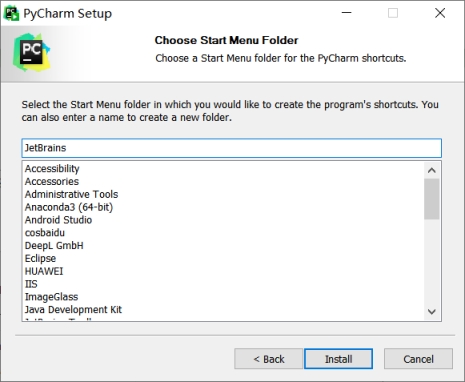 PyCharm Setup
PC
Choose Start Menu Folder
Choose a Start Menu folder for the PyCharm shortcuts.
Select the Start Menu folder in which you would like to create the program's shortcuts. You
can also enter a name to create a new folder.
JetBrains
Accessibility
Accessories
Administrative Tools
Anaconda3 (64-bit)
Android Studio
cosbaidu
DeepL GmbH
Eclipse
HUAWEI
IIS
ImageGlass
Java Development Kit
< Back
Install
Cancel